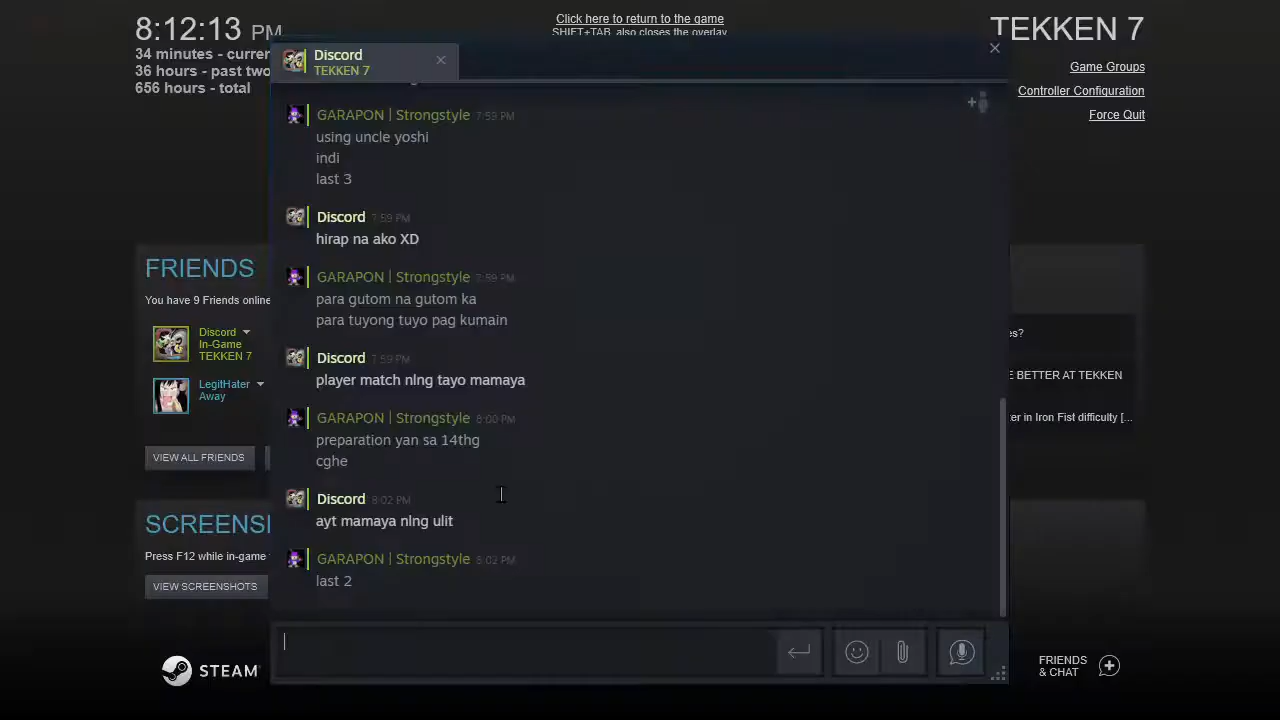 8:12:13 PM
34 minutes - curren
36 hours - past two
656 hours - total
Click here to return to the game
SHIFT+TAB also closes the overlay
TEKKEN 7
Game Groups
Controller Configuration
Force Quit
Discord
TEKKEN 7
GARAPON | Strongstyle 7:59 PM
using uncle yoshi
indi
last 3
Discord 7:59 PM
hirap na ako XD
GARAPON | Strongstyle 7:59 PM
para gutom na gutom ka
para tuyong tuyo pag kumain
Discord 7:59 PM
player match nlng tayo mamaya
GARAPON | Strongstyle 8:00 PM
preparation yan sa 14thg
cghe
Discord 8:02 PM
ayt mamaya nlng ulit
GARAPON | Strongstyle 8:02 PM
last 2
FRIENDS
You have 9 Friends online
Discord
In-Game
TEKKEN 7
LegitHater
Away
VIEW ALL FRIENDS
SCREENS
Press F12 while in-game
VIEW SCREENSHOTS
es?
E BETTER AT TEKKEN
ter in Iron Fist difficulty [...
STEAM
FRIENDS
& CHAT